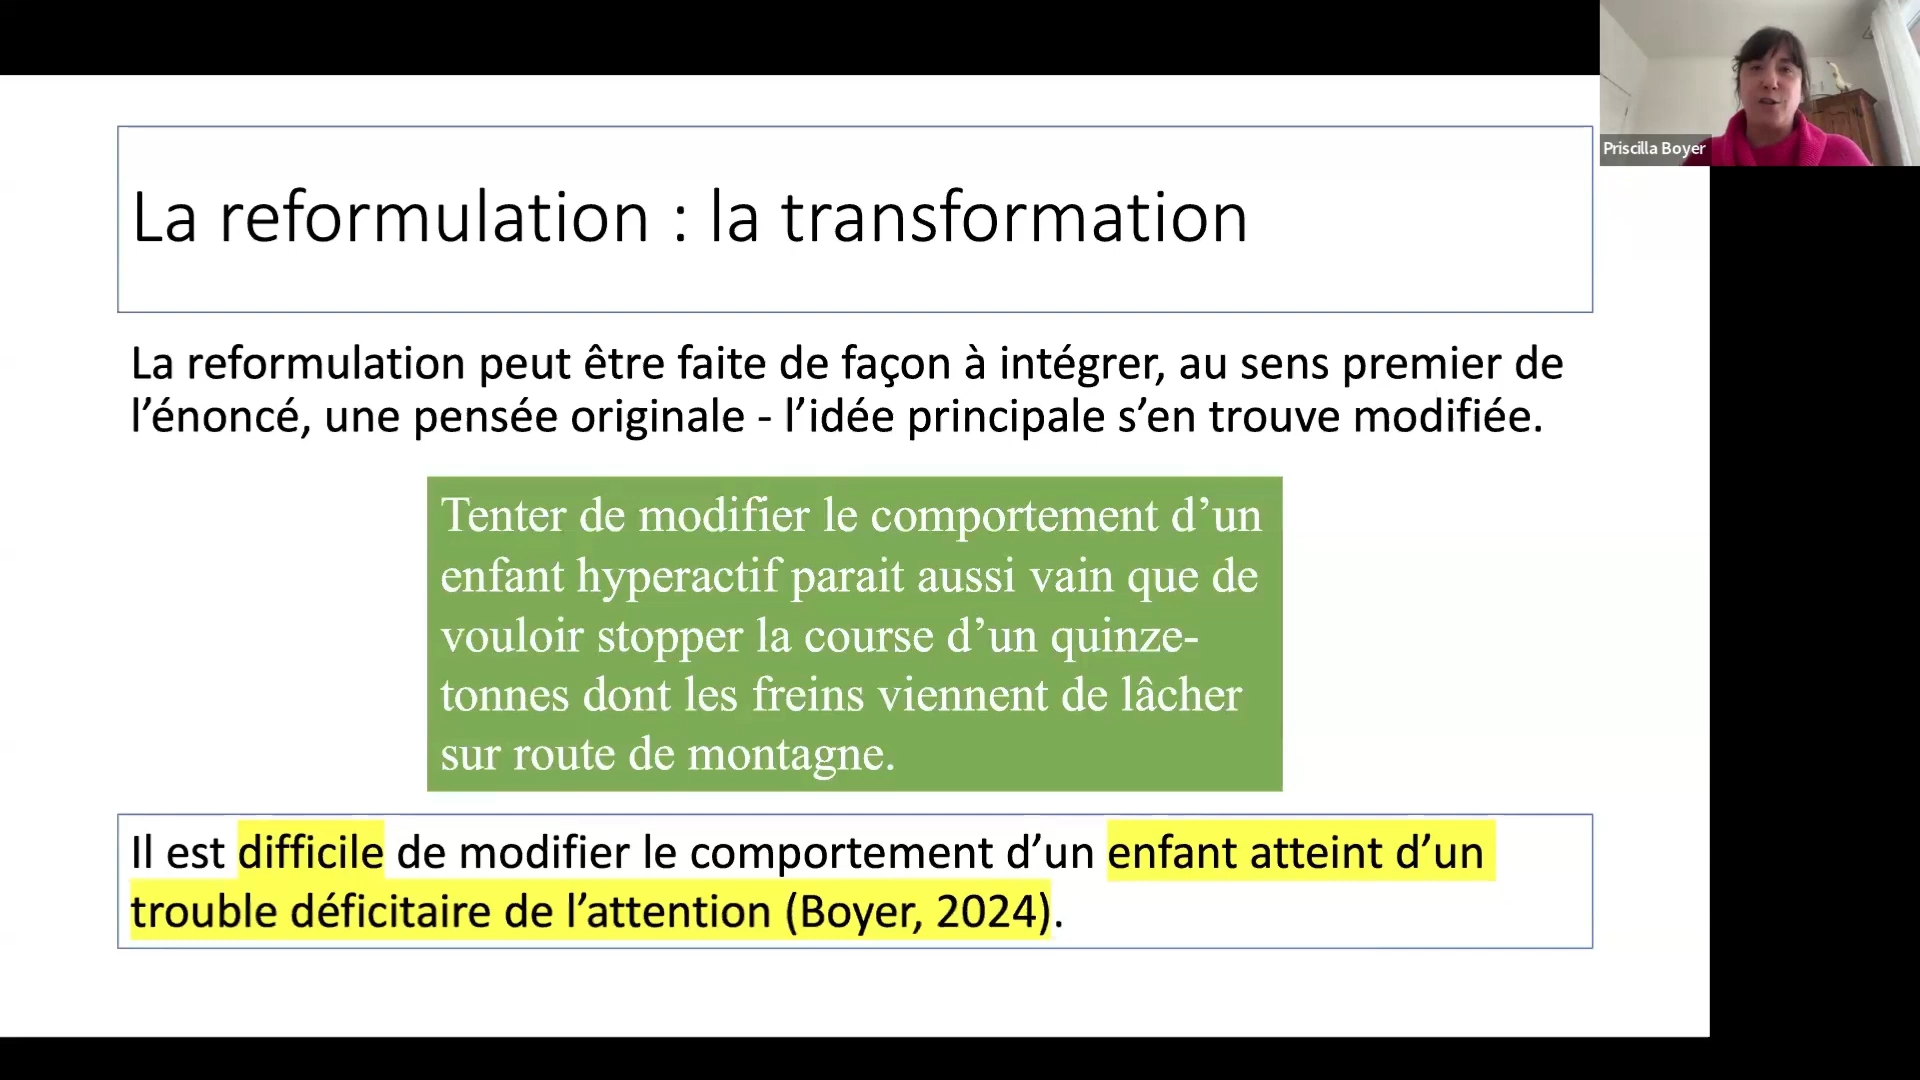 Priscilla Boyer
La reformulation : la transformation
La reformulation peut être faite de façon à intégrer, au sens premier de
l’énoncé, une pensée originale - l’idée principale s’en trouve modifiée.
Tenter de modifier le comportement d’un
enfant hyperactif parait aussi vain que de
vouloir stopper la course d’un quinze-
tonnes dont les freins viennent de lâcher
sur route de montagne.
Il est difficile de modifier le comportement d’un enfant atteint d’un
trouble déficitaire de l’attention (Boyer, 2024).